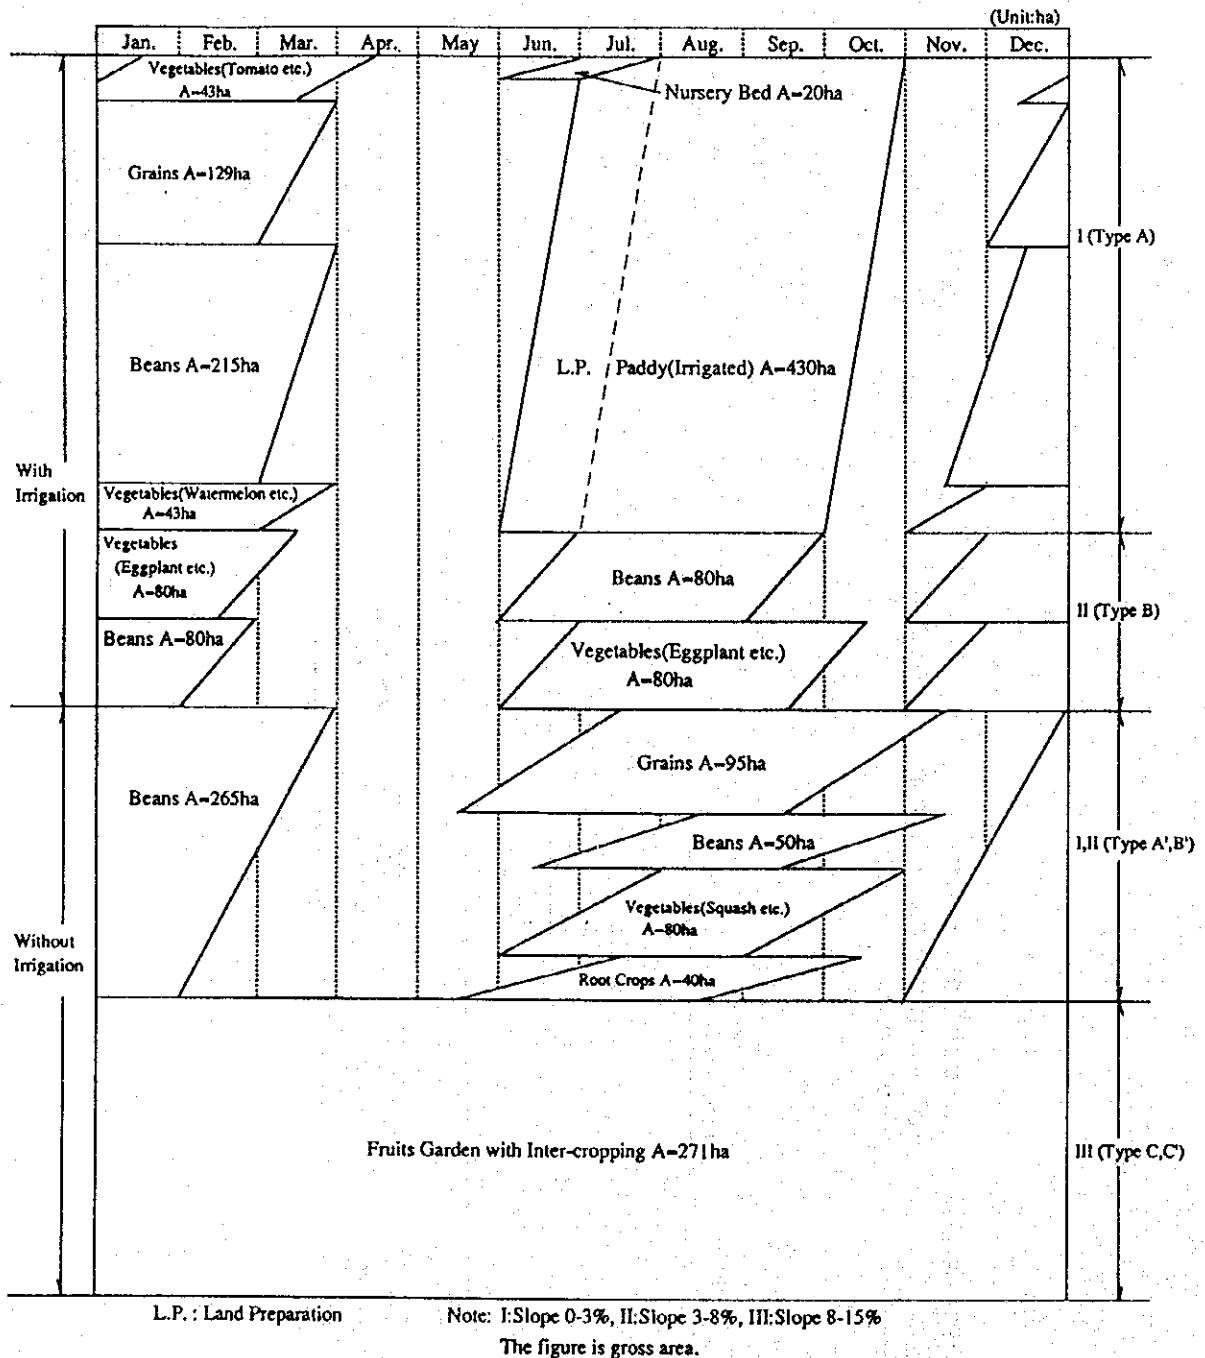 (Unit:ha)
Jan. Feb. Mar. Apr. May Jun. Jul. Aug. Sep. Oct. Nov. Dec.
Vegetables(Tomato etc.)
A=43ha
Nursery Bed A=20ha
Grains A=129ha
I (Type A)
Beans A=215ha
L.P. Paddy(Irrigated) A=430ha
With
Irrigation
Vegetables(Watermelon etc.)
A=43ha
Vegetables
(Eggplant etc.)
A=80ha
Beans A=80ha
II (Type B)
Beans A=80ha
Vegetables(Eggplant etc.)
A=80ha
Grains A=95ha
Beans A=265ha
Beans A=50ha
I,II (Type A',B')
Vegetables(Squash etc.)
A=80ha
Without
Irrigation
Root Crops A=40ha
Fruits Garden with Inter-cropping A=271ha
III (Type C,C')
L.P. : Land Preparation
Note: I:Slope 0-3%, II:Slope 3-8%, III:Slope 8-15%
The figure is gross area.